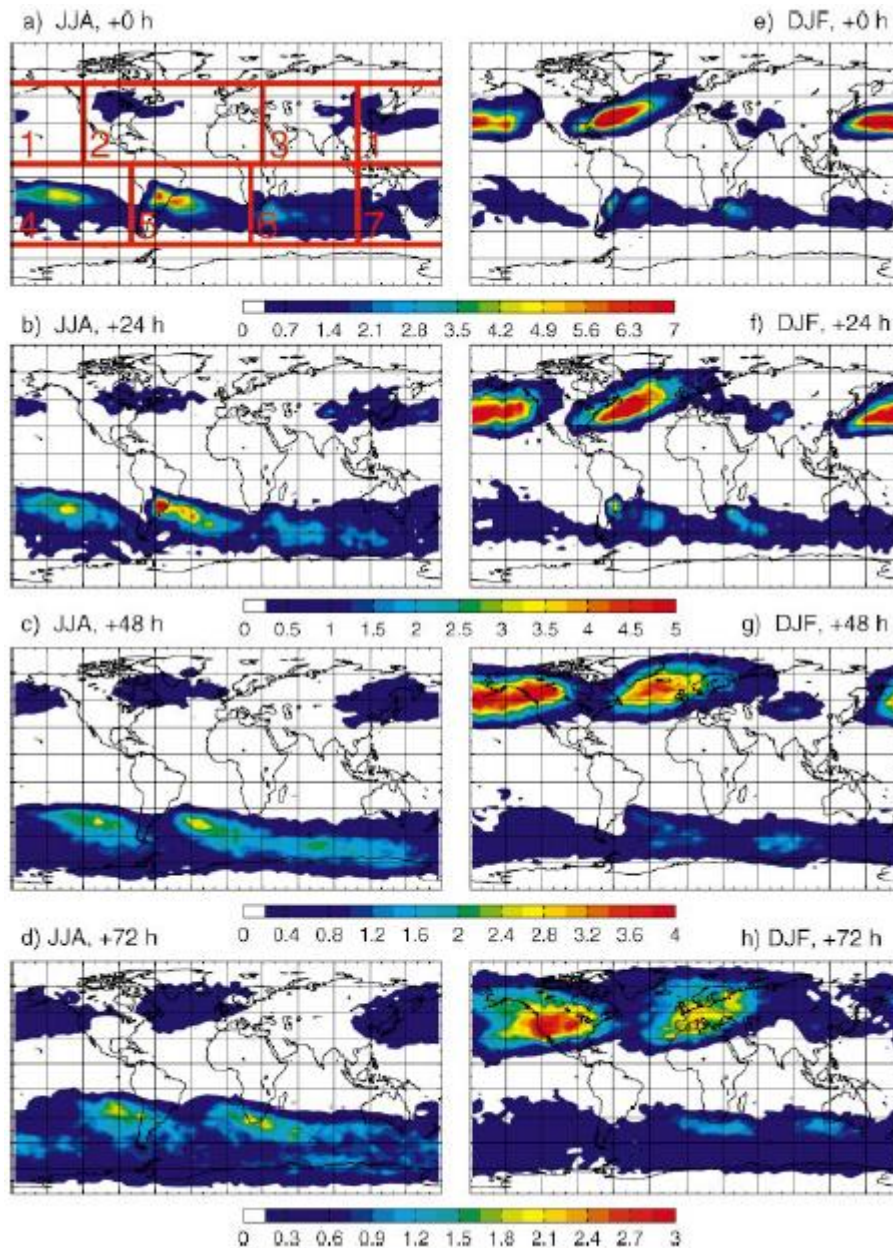 a) JJA, +0 h
e) DJF, +0 h
1 2 3 1
4 5 6 7
0 0.7 1.4 2.1 2.8 3.5 4.2 4.9 5.6 6.3 7
b) JJA, +24 h
f) DJF, +24 h
0 0.5 1 1.5 2 2.5 3 3.5 4 4.5 5
c) JJA, +48 h
g) DJF, +48 h
0 0.4 0.8 1.2 1.6 2 2.4 2.8 3.2 3.6 4
d) JJA, +72 h
h) DJF, +72 h
0 0.3 0.6 0.9 1.2 1.5 1.8 2.1 2.4 2.7 3